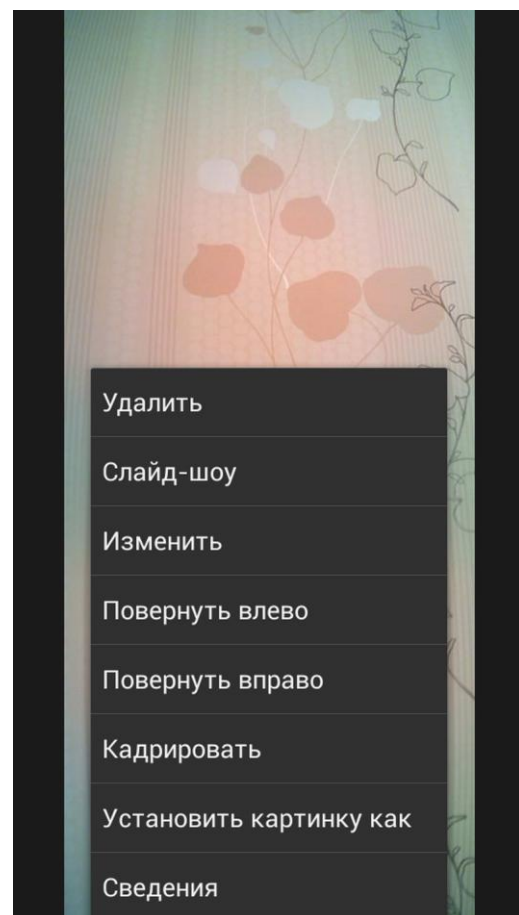 Удалить
Слайд-шоу
Изменить
Повернуть влево
Повернуть вправо
Кадрировать
Установить картинку как
Сведения